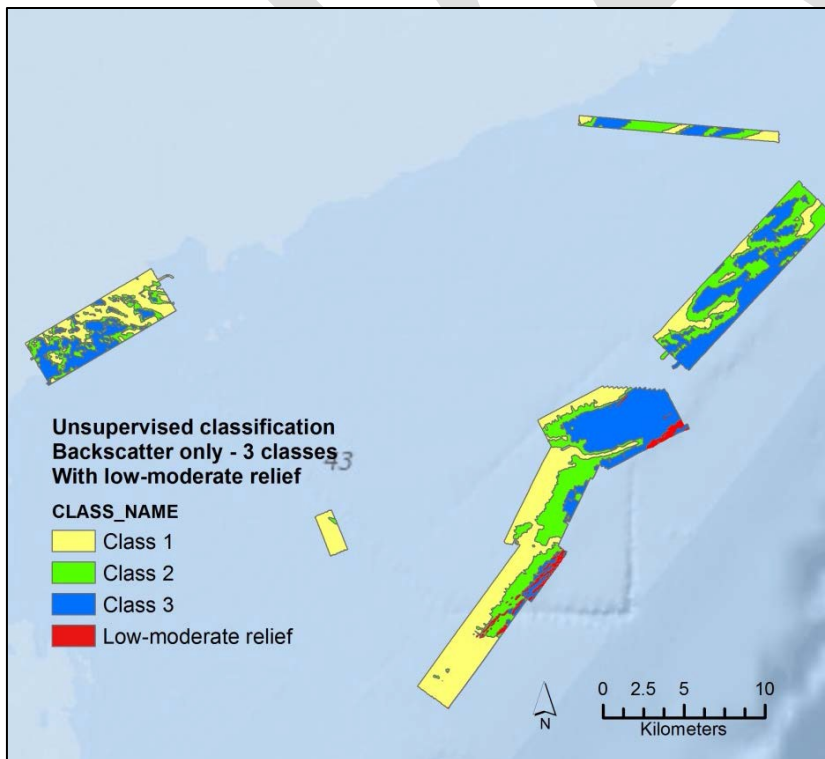 Unsupervised classification
Backscatter only - 3 classes
With low-moderate relief
43
CLASS_NAME
Class 1
Class 2
Class 3
Low-moderate relief
N
0 2.5 5 10
Kilometers